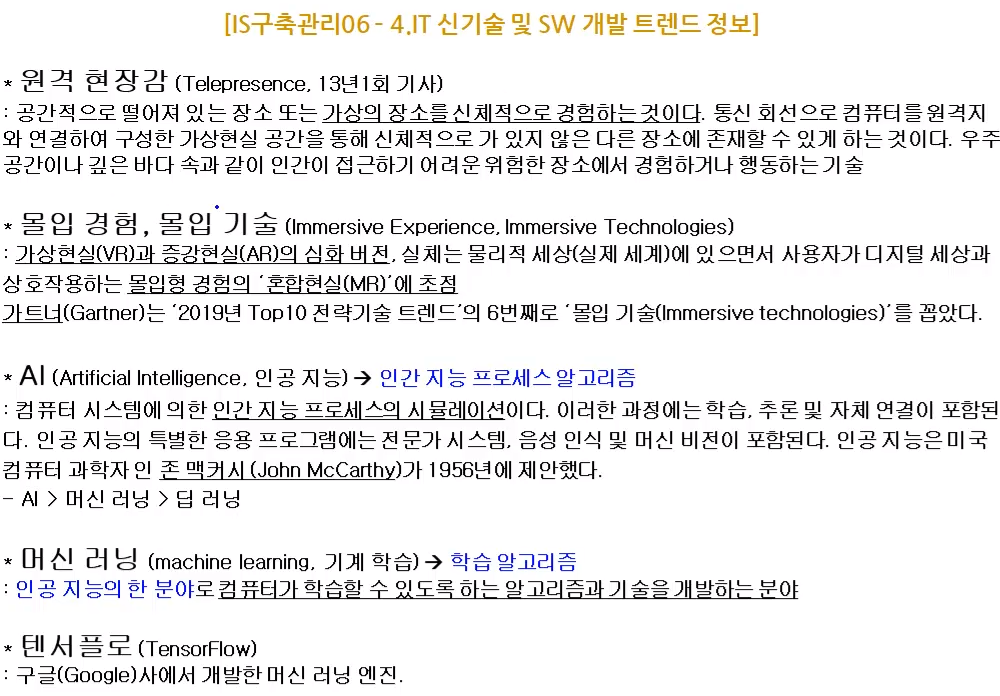 [IS구축관리06 - 4.IT 신기술 및 SW 개발 트렌드 정보]
* 원격 현장감 (Telepresence, 13년1회 기사)
: 공간적으로 떨어져 있는 장소 또는 가상의 장소를 신체적으로 경험하는 것이다. 통신 회선으로 컴퓨터를 원격지
와 연결하여 구성한 가상현실 공간을 통해 신체적으로 가 있지 않은 다른 장소에 존재할 수 있게 하는 것이다. 우주
공간이나 깊은 바다 속과 같이 인간이 접근하기 어려운 위험한 장소에서 경험하거나 행동하는 기술
* 몰입 경험, 몰입 기술 (Immersive Experience, Immersive Technologies)
: 가상현실(VR)과 증강현실(AR)의 심화 버전, 실체는 물리적 세상(실제 세계)에 있으면서 사용자가 디지털 세상과
상호작용하는 몰입형 경험의 '혼합현실(MR)'에 초점
가트너(Gartner)는 '2019년 Top10 전략기술 트렌드'의 6번째로 '몰입 기술(Immersive technologies)'를 꼽았다.
* AI (Artificial Intelligence, 인공 지능) → 인간 지능 프로세스 알고리즘
: 컴퓨터 시스템에 의한 인간 지능 프로세스의 시뮬레이션이다. 이러한 과정에는 학습, 추론 및 자체 연결이 포함된
다. 인공 지능의 특별한 응용 프로그램에는 전문가 시스템, 음성 인식 및 머신 비전이 포함된다. 인공 지능은 미국
컴퓨터 과학자인 존 맥커시(John McCarthy)가 1956년에 제안했다.
- AI > 머신 러닝 > 딥 러닝
* 머신 러닝 (machine learning, 기계 학습) → 학습 알고리즘
: 인공 지능의 한 분야로 컴퓨터가 학습할 수 있도록 하는 알고리즘과 기술을 개발하는 분야
* 텐서플로 (TensorFlow)
: 구글(Google)사에서 개발한 머신 러닝 엔진.